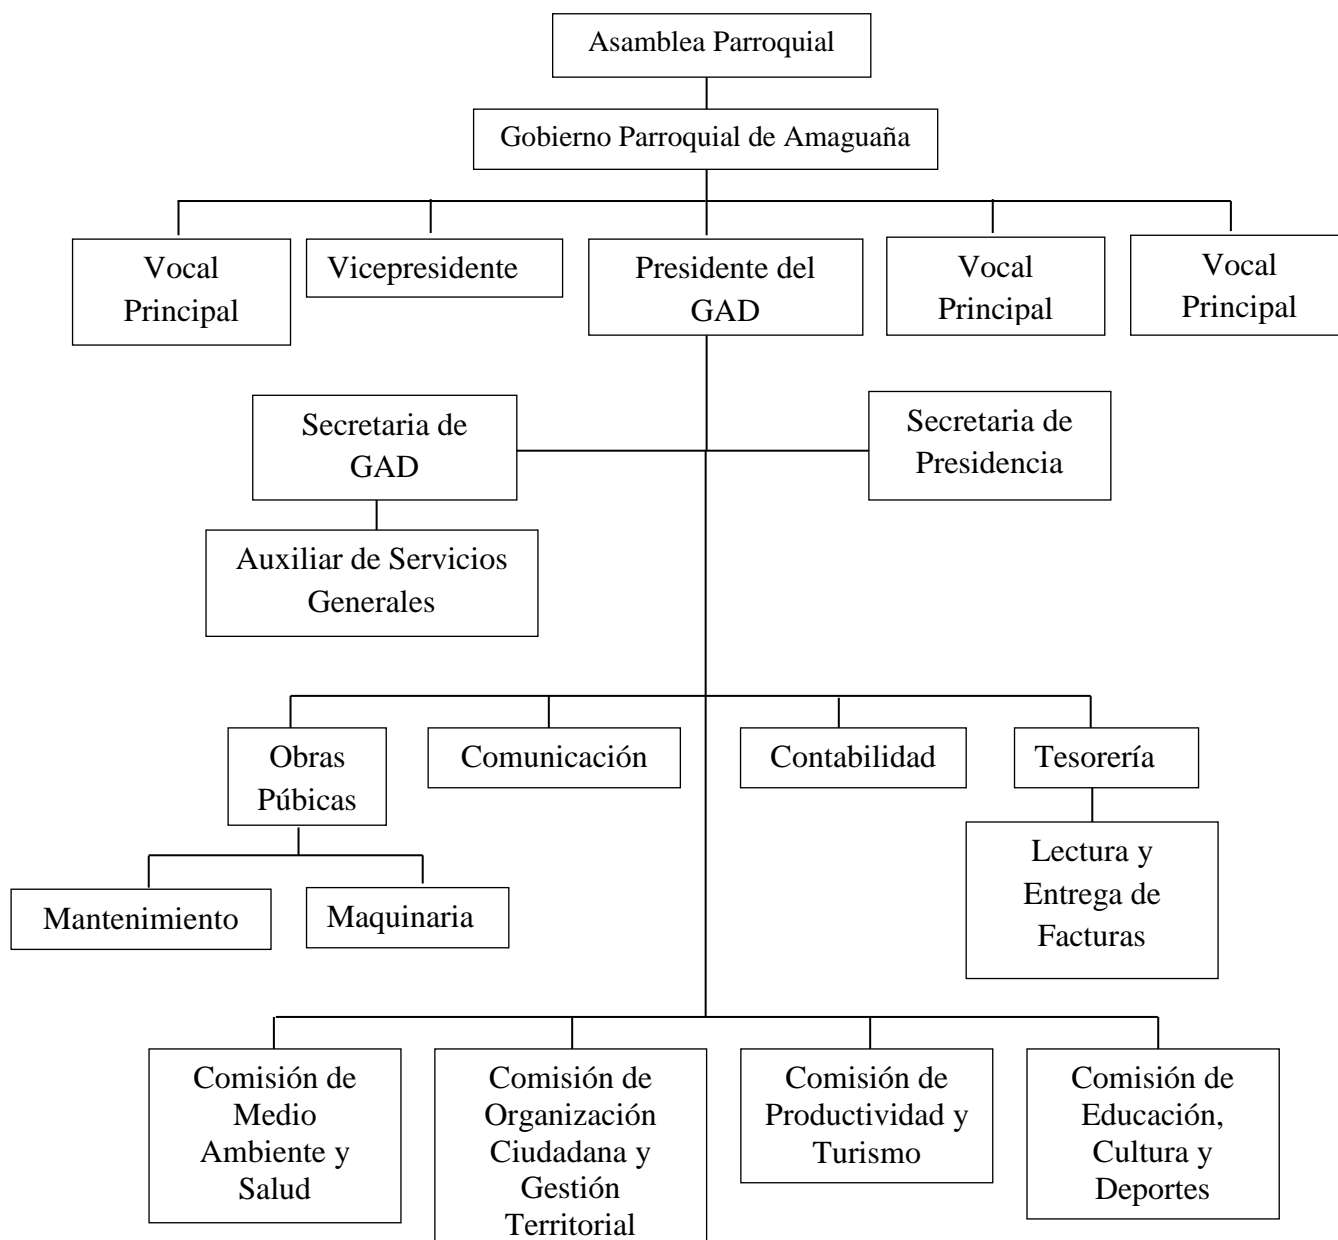 Asamblea Parroquial
Gobierno Parroquial de Amaguaña
Vocal
Principal
Vicepresidente
Presidente del
GAD
Vocal
Principal
Vocal
Principal
Secretaria de
GAD
Secretaria de
Presidencia
Auxiliar de Servicios
Generales
Obras
Púbicas
Comunicación
Contabilidad
Tesorería
Mantenimiento
Maquinaria
Lectura y
Entrega de
Facturas
Comisión de
Medio
Ambiente y
Salud
Comisión de
Organización
Ciudadana y
Gestión
Territorial
Comisión de
Productividad y
Turismo
Comisión de
Educación,
Cultura y
Deportes